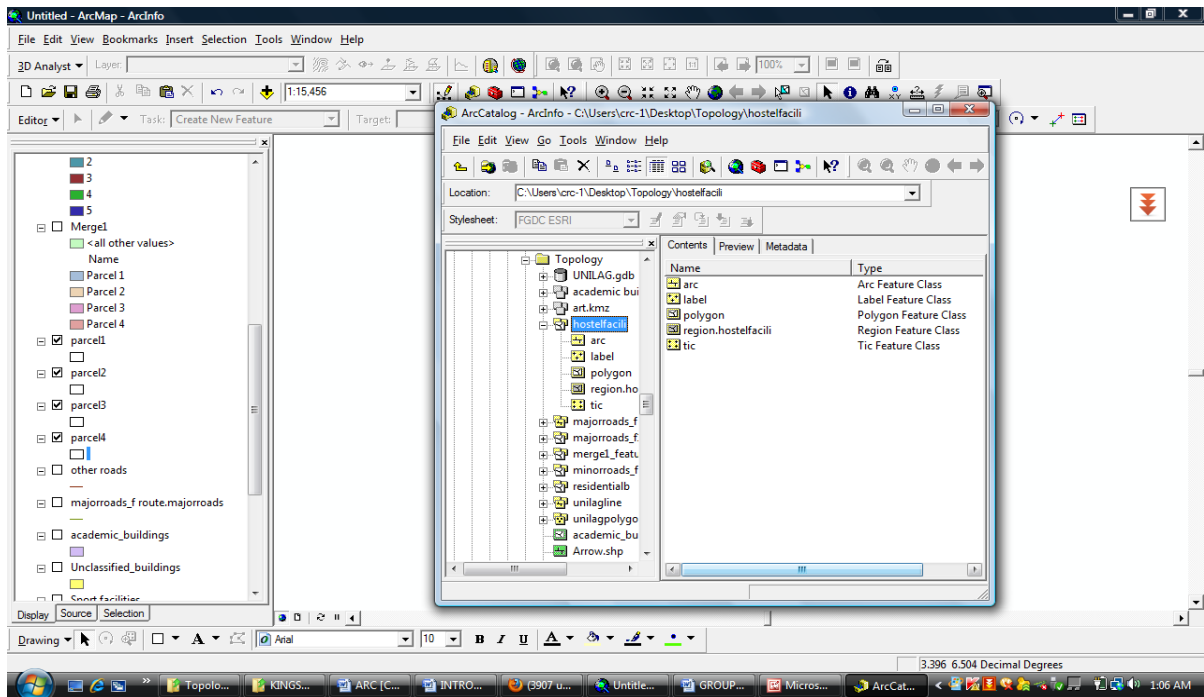 Untitled - ArcMap - ArcInfo
File Edit View Bookmarks Insert Selection Tools Window Help
3D Analyst Layer: 100%
1:15,456
Editor Task: Create New Feature Target:
2
3
4
5
Merge1
<all other values>
Name
Parcel 1
Parcel 2
Parcel 3
Parcel 4
parcel1
parcel2
parcel3
parcel4
other roads
majorroads_f route.majorroads
academic_buildings
Unclassified_buildings
Sport facilities
Display Source Selection
ArcCatalog - ArcInfo - C:\Users\crc-1\Desktop\Topology\hostelfacili
File Edit View Go Tools Window Help
Location: C:\Users\crc-1\Desktop\Topology\hostelfacili
Stylesheet: FGDC ESRI
Topology
UNILAG.gdb
academic bui
art.kmz
hostelfacili
arc
label
polygon
region.ho
tic
majorroads_f
majorroads_f.
merge1_featu
minorroads_f
residentialb
unilagline
unilagpolygo
academic_bu
Arrow.shp
Contents Preview Metadata
Name Type
arc Arc Feature Class
label Label Feature Class
polygon Polygon Feature Class
region.hostelfacili Region Feature Class
tic Tic Feature Class
Drawing A Arial 10 B I U A
3.396 6.504 Decimal Degrees
Topolo... KINGS... ARC [C... INTRO... (3907 u... Untitle... GROUP... Micros... ArcCat... 1:06 AM